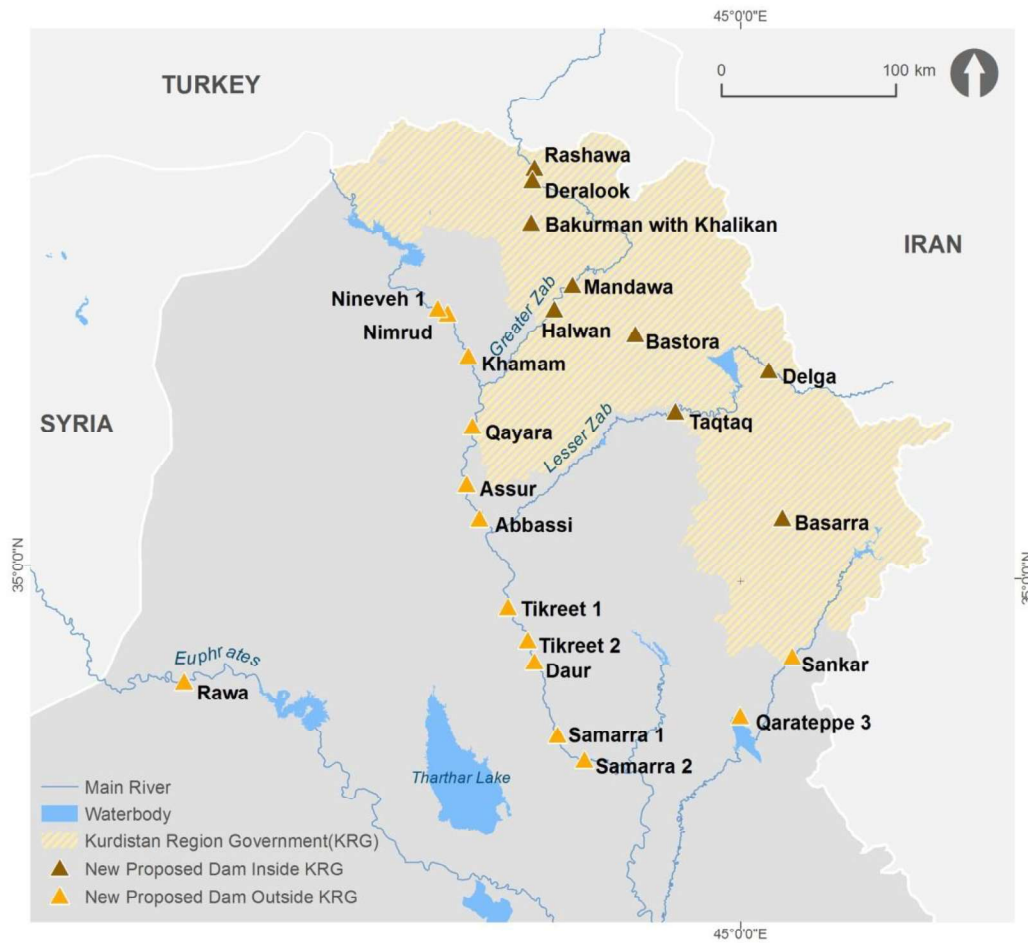 45°0'0"E
TURKEY
0 100 km
Rashawa
Deralook
Bakurman with Khalikan
IRAN
Mandawa
Nineveh 1
Greater Zab
Nimrud
Halwan
Bastora
Khamam
Delga
SYRIA
Taqtaq
Qayara
Lesser Zab
Assur
Abbassi
Basarra
35°0'0"N
35°0'0"N
Tikreet 1
Tikreet 2
Euphrates
Daur
Sankar
Rawa
Qarateppe 3
Samarra 1
Samarra 2
Tharthar Lake
Main River
Waterbody
Kurdistan Region Government(KRG)
New Proposed Dam Inside KRG
New Proposed Dam Outside KRG
45°0'0"E